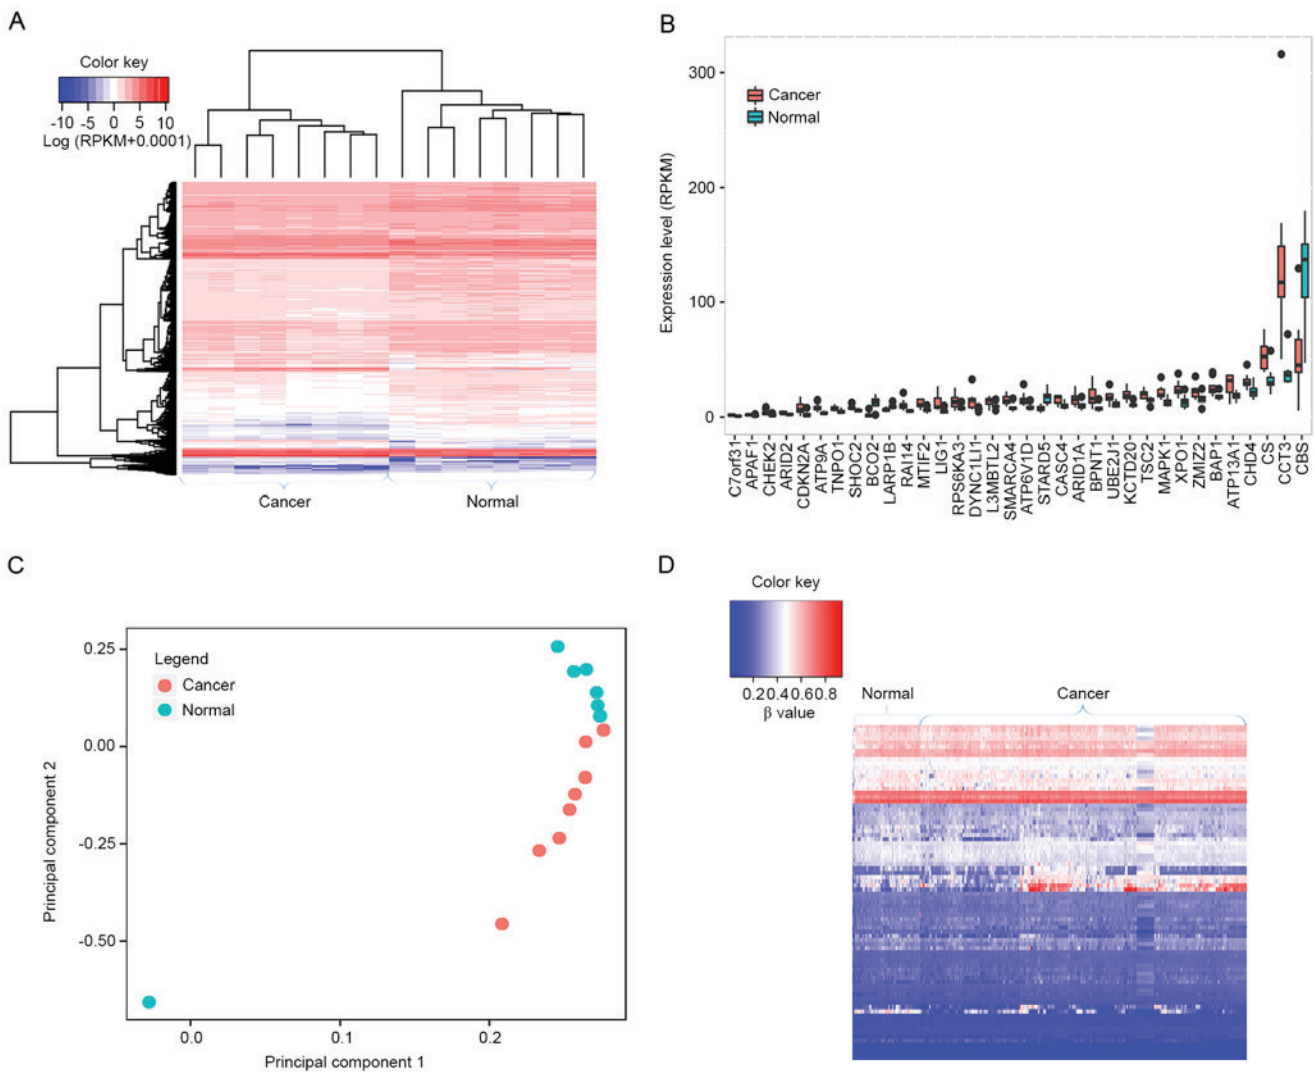 A
Color key
-10 -5 0 5 10
Log (RPKM+0.0001)
Cancer
Normal
B
Expression level (RPKM)
300
200
100
0
Cancer
Normal
C7orf31
APAF1
CHEK2
ARID2
CDKN2A
ATP9A
TNPO1
SHOC2
BCO2
LARP1B
RAI14
MTIF2
LIG1
RPS6KA3
DYNC1LI1
L3MBTL2
SMARCA4
ATP6V1D
STARD5
CASC4
ARID1A
BPNT1
UBE2J1
KCTD20
TSC2
MAPK1
XPO1
ZMIZ2
BAP1
ATP13A1
CHD4
CS
CCT3
CBS
C
Principal component 2
0.25
0.00
-0.25
-0.50
Legend
Cancer
Normal
0.0 0.1 0.2
Principal component 1
D
Color key
0.20.40.60.8
β value
Normal
Cancer